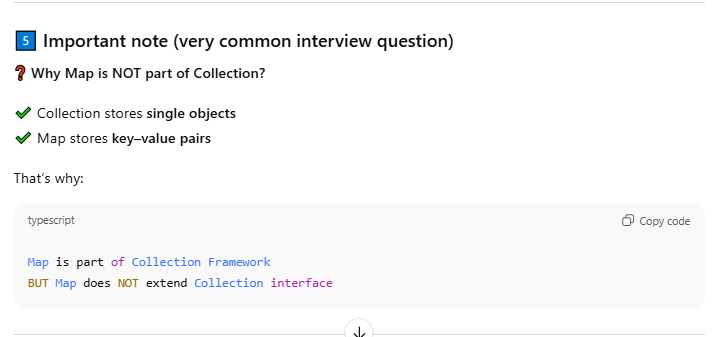 5 Important note (very common interview question)
❓ Why Map is NOT part of Collection?
✔ Collection stores single objects
✔ Map stores key–value pairs
That's why:
typescript
Copy code
Map is part of Collection Framework
BUT Map does NOT extend Collection interface